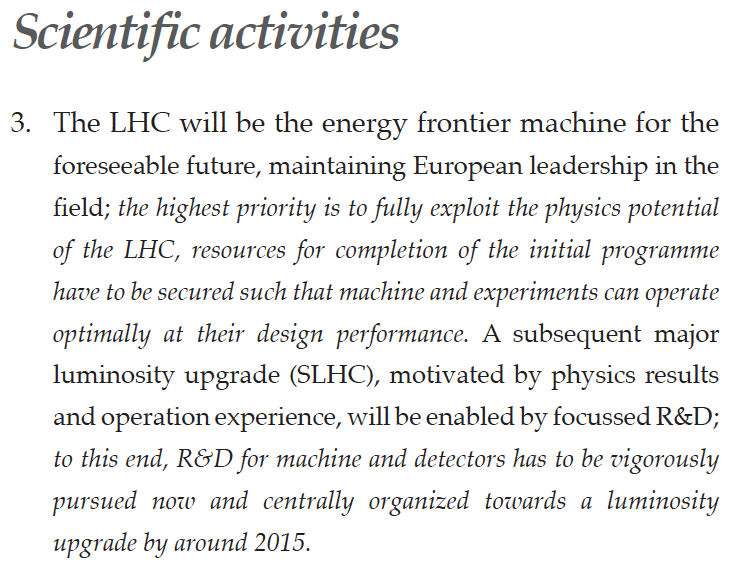 Scientific activities
3. The LHC will be the energy frontier machine for the
foreseeable future, maintaining European leadership in the
field; the highest priority is to fully exploit the physics potential
of the LHC, resources for completion of the initial programme
have to be secured such that machine and experiments can operate
optimally at their design performance. A subsequent major
luminosity upgrade (SLHC), motivated by physics results
and operation experience, will be enabled by focussed R&D;
to this end, R&D for machine and detectors has to be vigorously
pursued now and centrally organized towards a luminosity
upgrade by around 2015.